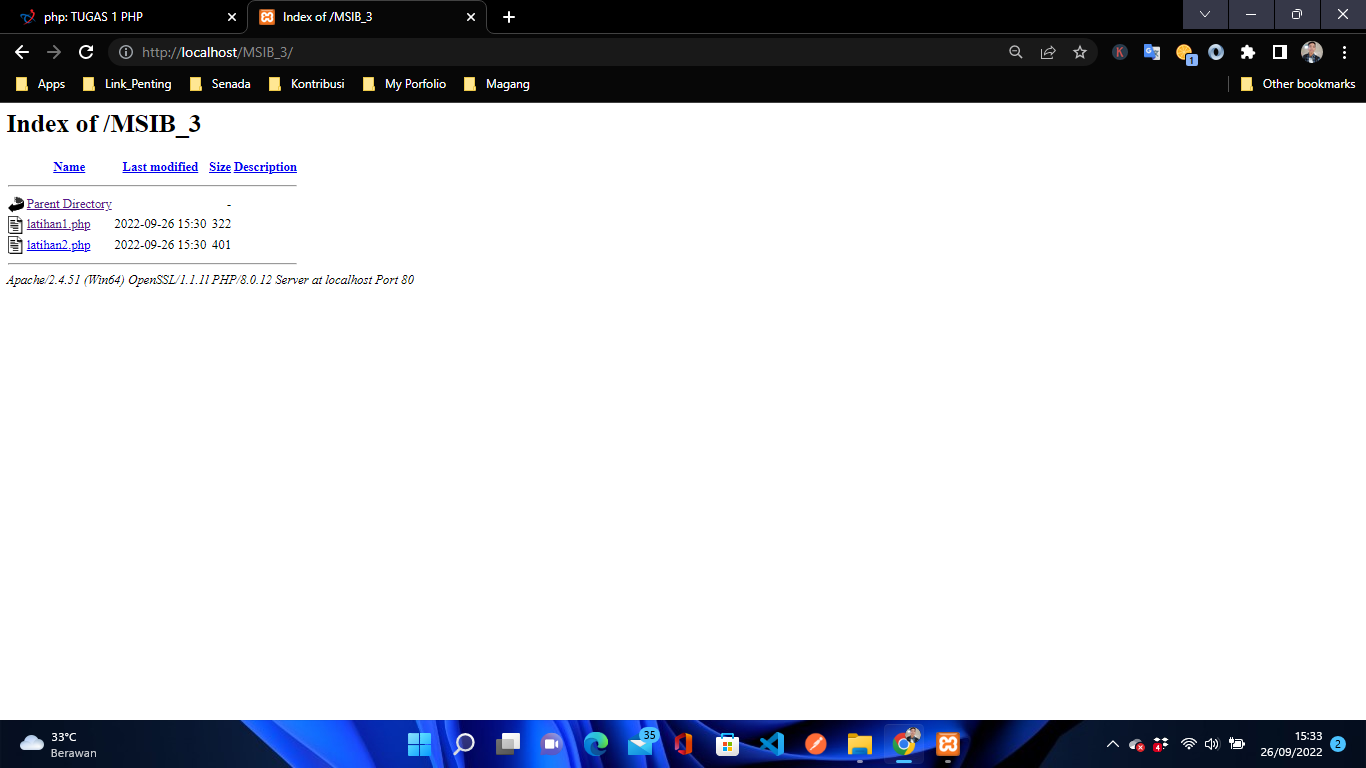 php: TUGAS 1 PHP
Index of /MSIB_3
http://localhost/MSIB_3/
1
Apps Link_Penting Senada Kontribusi My Porfolio Magang Other bookmarks
Index of /MSIB_3
Name Last modified Size Description
Parent Directory -
latihan1.php 2022-09-26 15:30 322
latihan2.php 2022-09-26 15:30 401
Apache/2.4.51 (Win64) OpenSSL/1.1.1l PHP/8.0.12 Server at localhost Port 80
33°C
Berawan
35
4
15:33
26/09/2022
2